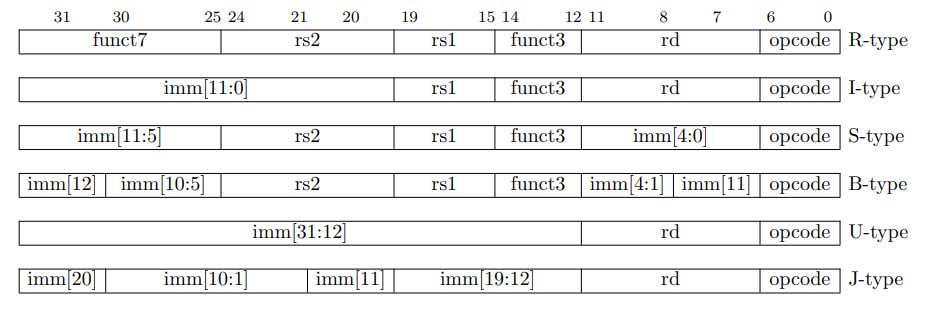 31 30 25 24 21 20 19 15 14 12 11 8 7 6 0
funct7 rs2 rs1 funct3 rd opcode R-type
imm[11:0] rs1 funct3 rd opcode I-type
imm[11:5] rs2 rs1 funct3 imm[4:0] opcode S-type
imm[12] imm[10:5] rs2 rs1 funct3 imm[4:1] imm[11] opcode B-type
imm[31:12] rd opcode U-type
imm[20] imm[10:1] imm[11] imm[19:12] rd opcode J-type